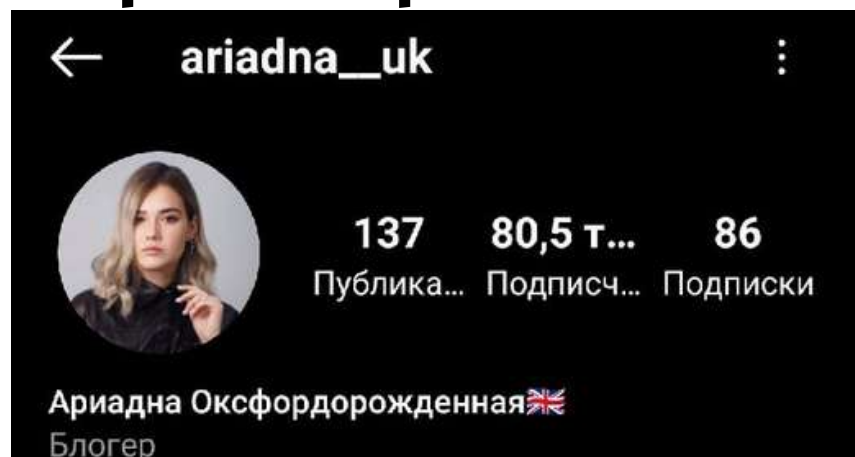 ariadna__uk
137 80,5 т... 86
Публика... Подписч... Подписки
Ариадна Оксфордорожденная🇬🇧
Блогер